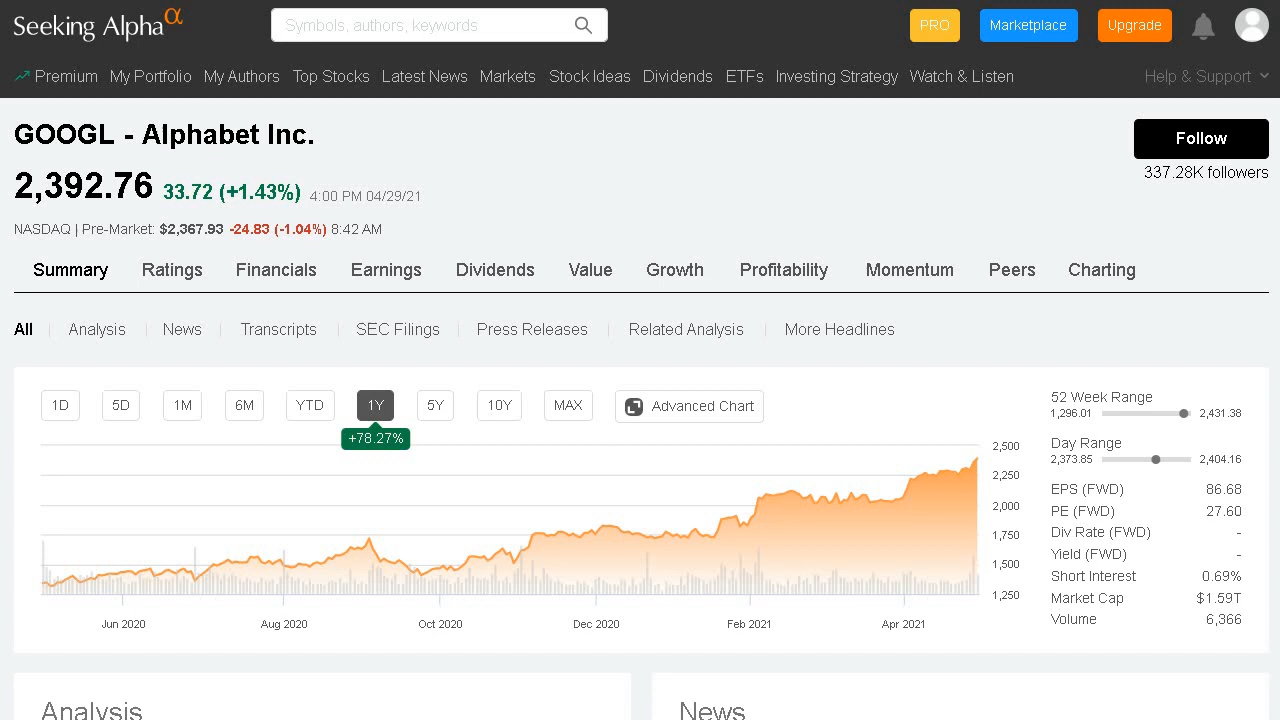 Seeking Alpha α
Symbols, authors, keywords
PRO
Marketplace
Upgrade
Premium My Portfolio My Authors Top Stocks Latest News Markets Stock Ideas Dividends ETFs Investing Strategy Watch & Listen Help & Support
GOOGL - Alphabet Inc.
Follow
337.28K followers
2,392.76 33.72 (+1.43%) 4:00 PM 04/29/21
NASDAQ | Pre-Market: $2,367.93 -24.83 (-1.04%) 8:42 AM
Summary Ratings Financials Earnings Dividends Value Growth Profitability Momentum Peers Charting
All Analysis News Transcripts SEC Filings Press Releases Related Analysis More Headlines
1D 5D 1M 6M YTD 1Y 5Y 10Y MAX Advanced Chart
+78.27%
2,500
2,250
2,000
1,750
1,500
1,250
Jun 2020 Aug 2020 Oct 2020 Dec 2020 Feb 2021 Apr 2021
52 Week Range
1,296.01 2,431.38
Day Range
2,373.85 2,404.16
EPS (FWD) 86.68
PE (FWD) 27.60
Div Rate (FWD) -
Yield (FWD) -
Short Interest 0.69%
Market Cap $1.59T
Volume 6,366
Analysis
News